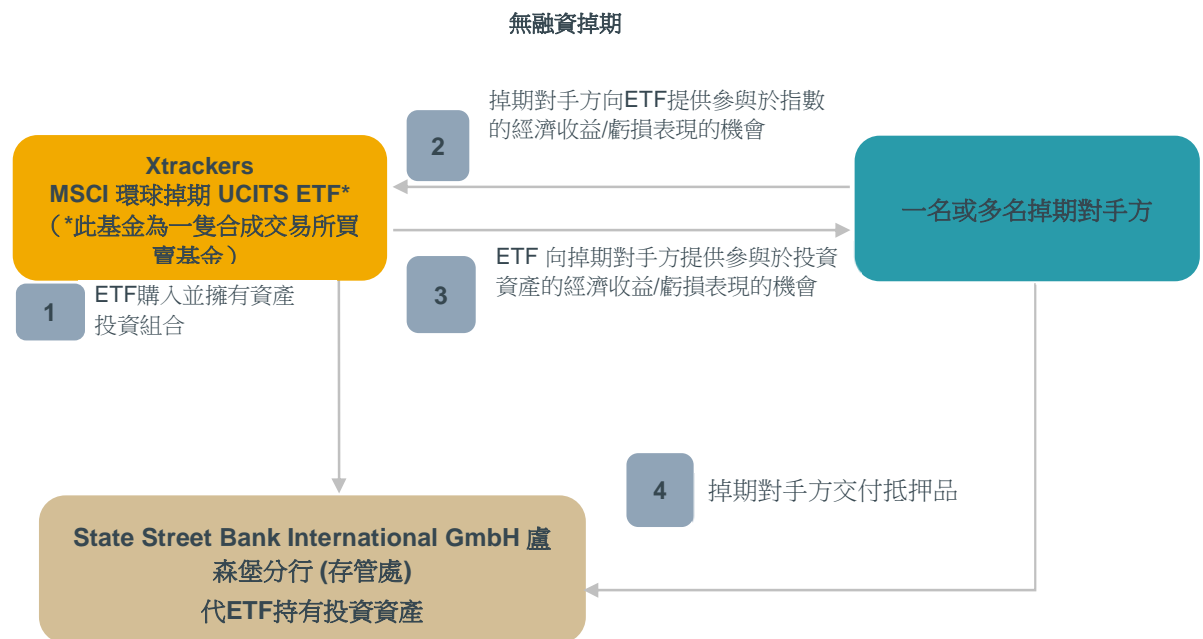 無融資掉期
掉期對手方向ETF提供參與於指數
的經濟收益/虧損表現的機會
2
Xtrackers
MSCI 環球掉期 UCITS ETF*
（*此基金為一隻合成交易所買
賣基金）
一名或多名掉期對手方
ETF 向掉期對手方提供參與於投資
資產的經濟收益/虧損表現的機會
3
1
ETF購入並擁有資產
投資組合
4
掉期對手方交付抵押品
State Street Bank International GmbH 盧
森堡分行 (存管處)
代ETF持有投資資產